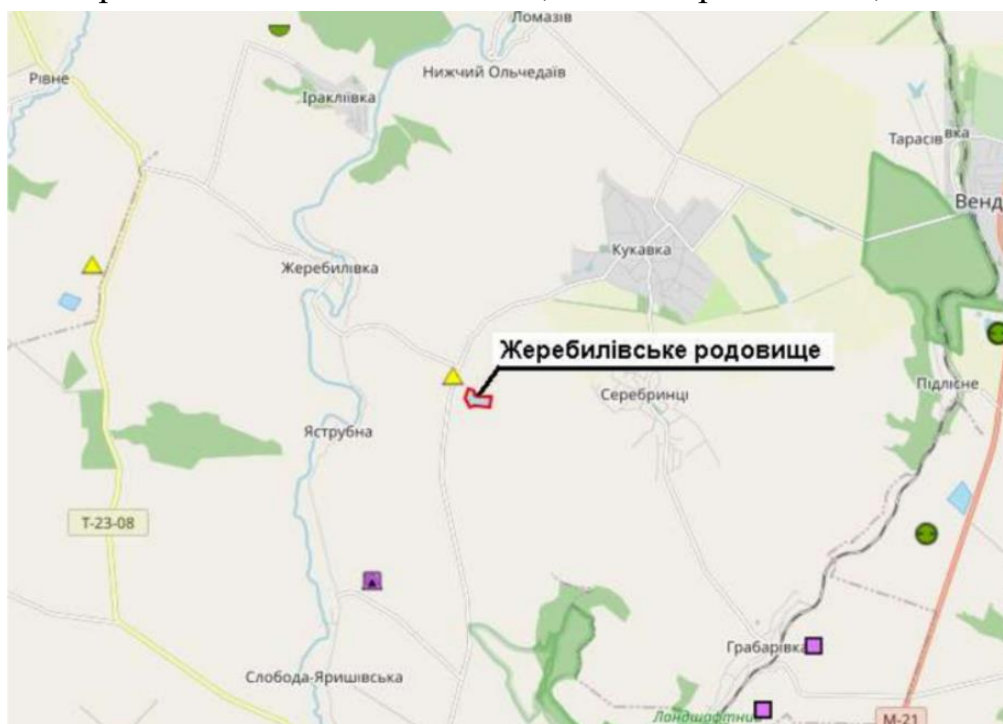 Ломазів
Нижчий Ольчедаїв
Рівне
Іракліївка
Тарасівка
Венд
Кукавка
Жеребилівка
Жеребилівське родовище
Підлісне
Серебринці
Яструбна
Т-23-08
Грабарівка
Слобода-Яришівська
Ландшафтний
М-21